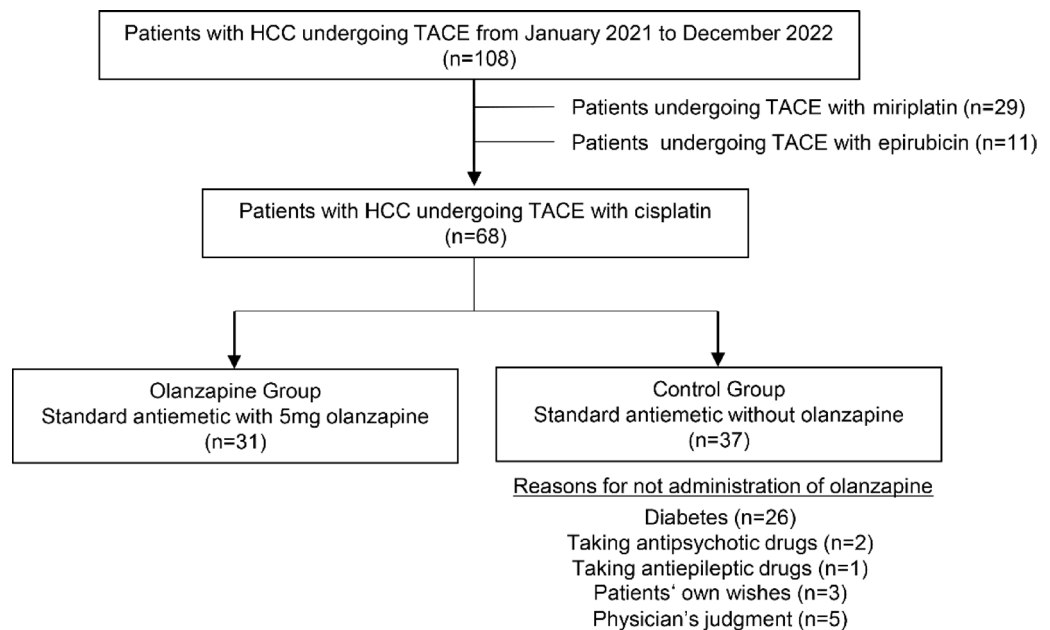 Patients with HCC undergoing TACE from January 2021 to December 2022
(n=108)
Patients undergoing TACE with miriplatin (n=29)
Patients undergoing TACE with epirubicin (n=11)
Patients with HCC undergoing TACE with cisplatin
(n=68)
Olanzapine Group
Standard antiemetic with 5mg olanzapine
(n=31)
Control Group
Standard antiemetic without olanzapine
(n=37)
Reasons for not administration of olanzapine
Diabetes (n=26)
Taking antipsychotic drugs (n=2)
Taking antiepileptic drugs (n=1)
Patients‘ own wishes (n=3)
Physician’s judgment (n=5)